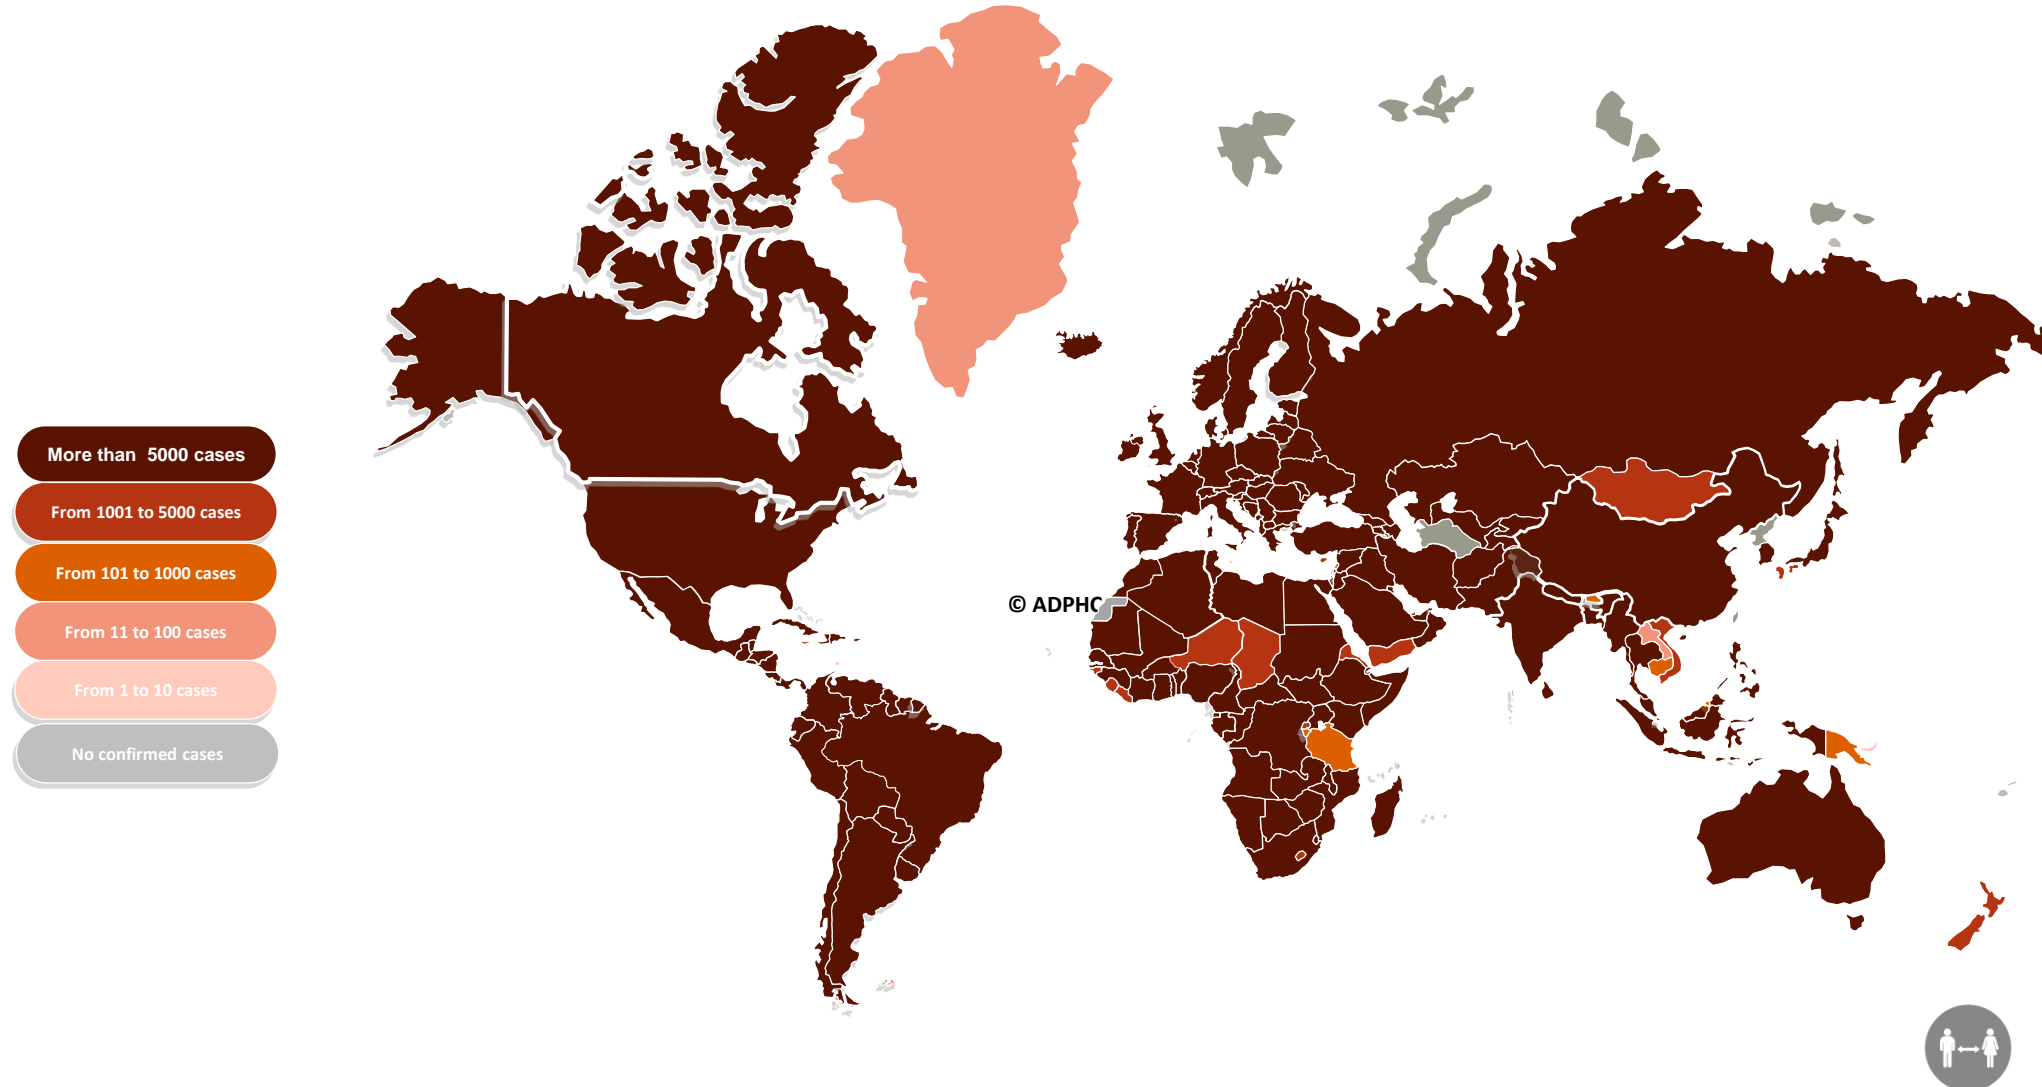 More than 5000 cases
From 1001 to 5000 cases
From 101 to 1000 cases
© ADPHC
From 11 to 100 cases
From 1 to 10 cases
No confirmed cases